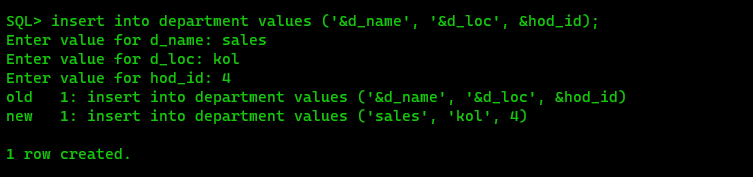 SQL> insert into department values ('&d_name', '&d_loc', &hod_id);
Enter value for d_name: sales
Enter value for d_loc: kol
Enter value for hod_id: 4
old   1: insert into department values ('&d_name', '&d_loc', &hod_id)
new   1: insert into department values ('sales', 'kol', 4)
1 row created.